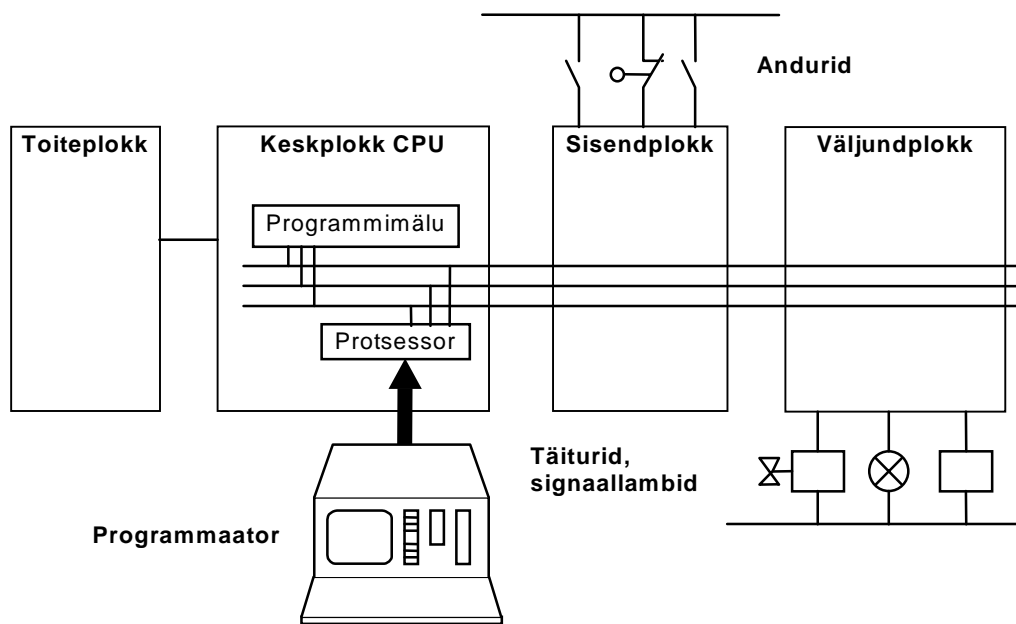 Andurid
Toiteplokk
Keskplokk CPU
Sisendplokk
Väljundplokk
Programmimälu
Protsessor
Täiturid,
signaallambid
Programmaator